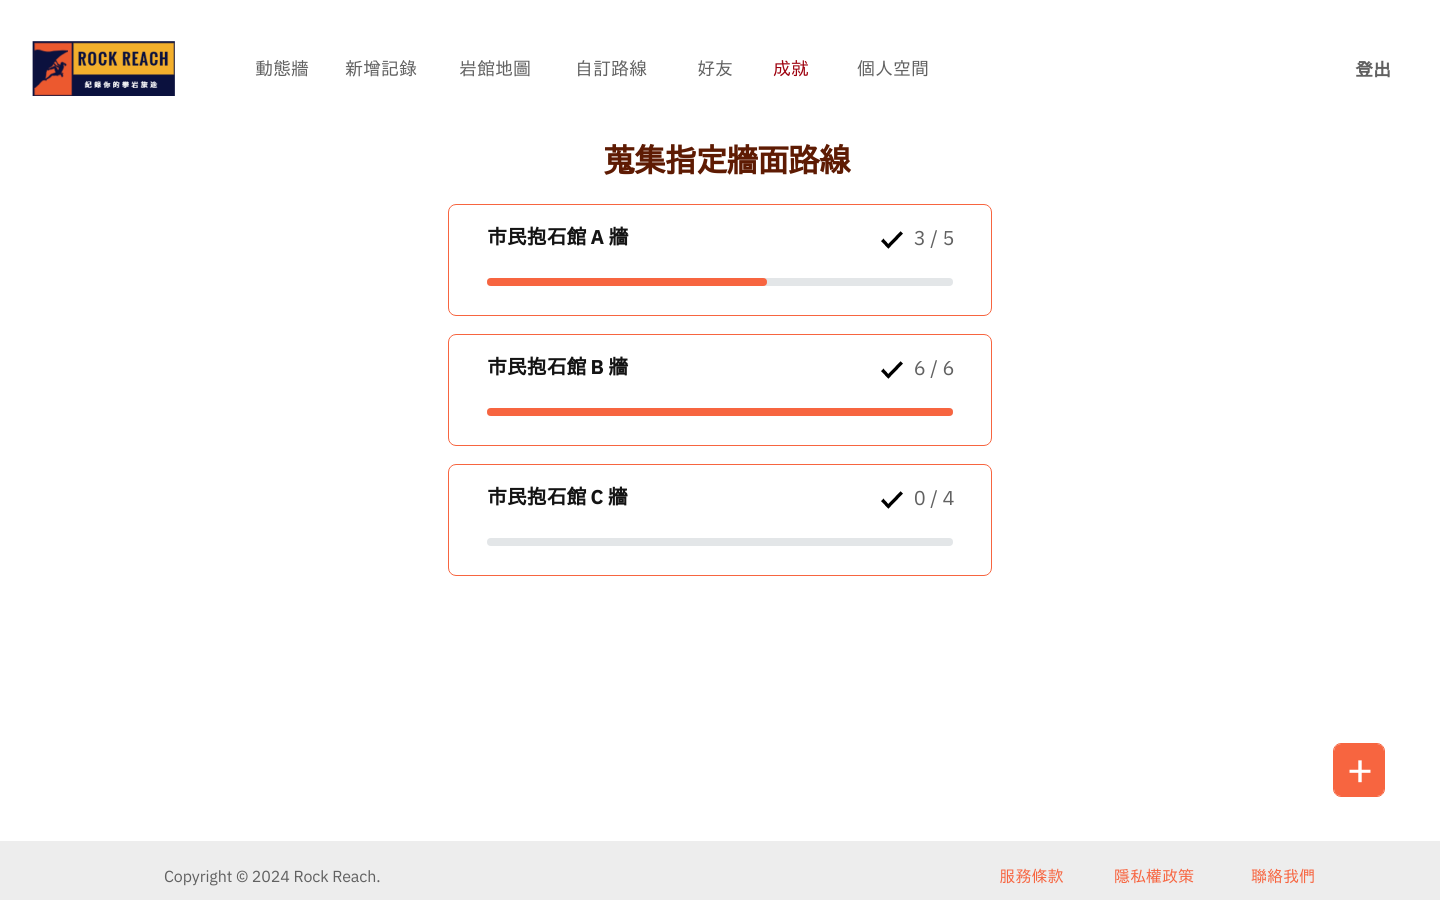 ROCK REACH
紀錄你的攀岩旅途
動態牆 新增記錄 岩館地圖 自訂路線 好友 成就 個人空間 登出
蒐集指定牆面路線
市民抱石館 A 牆 3 / 5
市民抱石館 B 牆 6 / 6
市民抱石館 C 牆 0 / 4
+
Copyright © 2024 Rock Reach. 服務條款 隱私權政策 聯絡我們